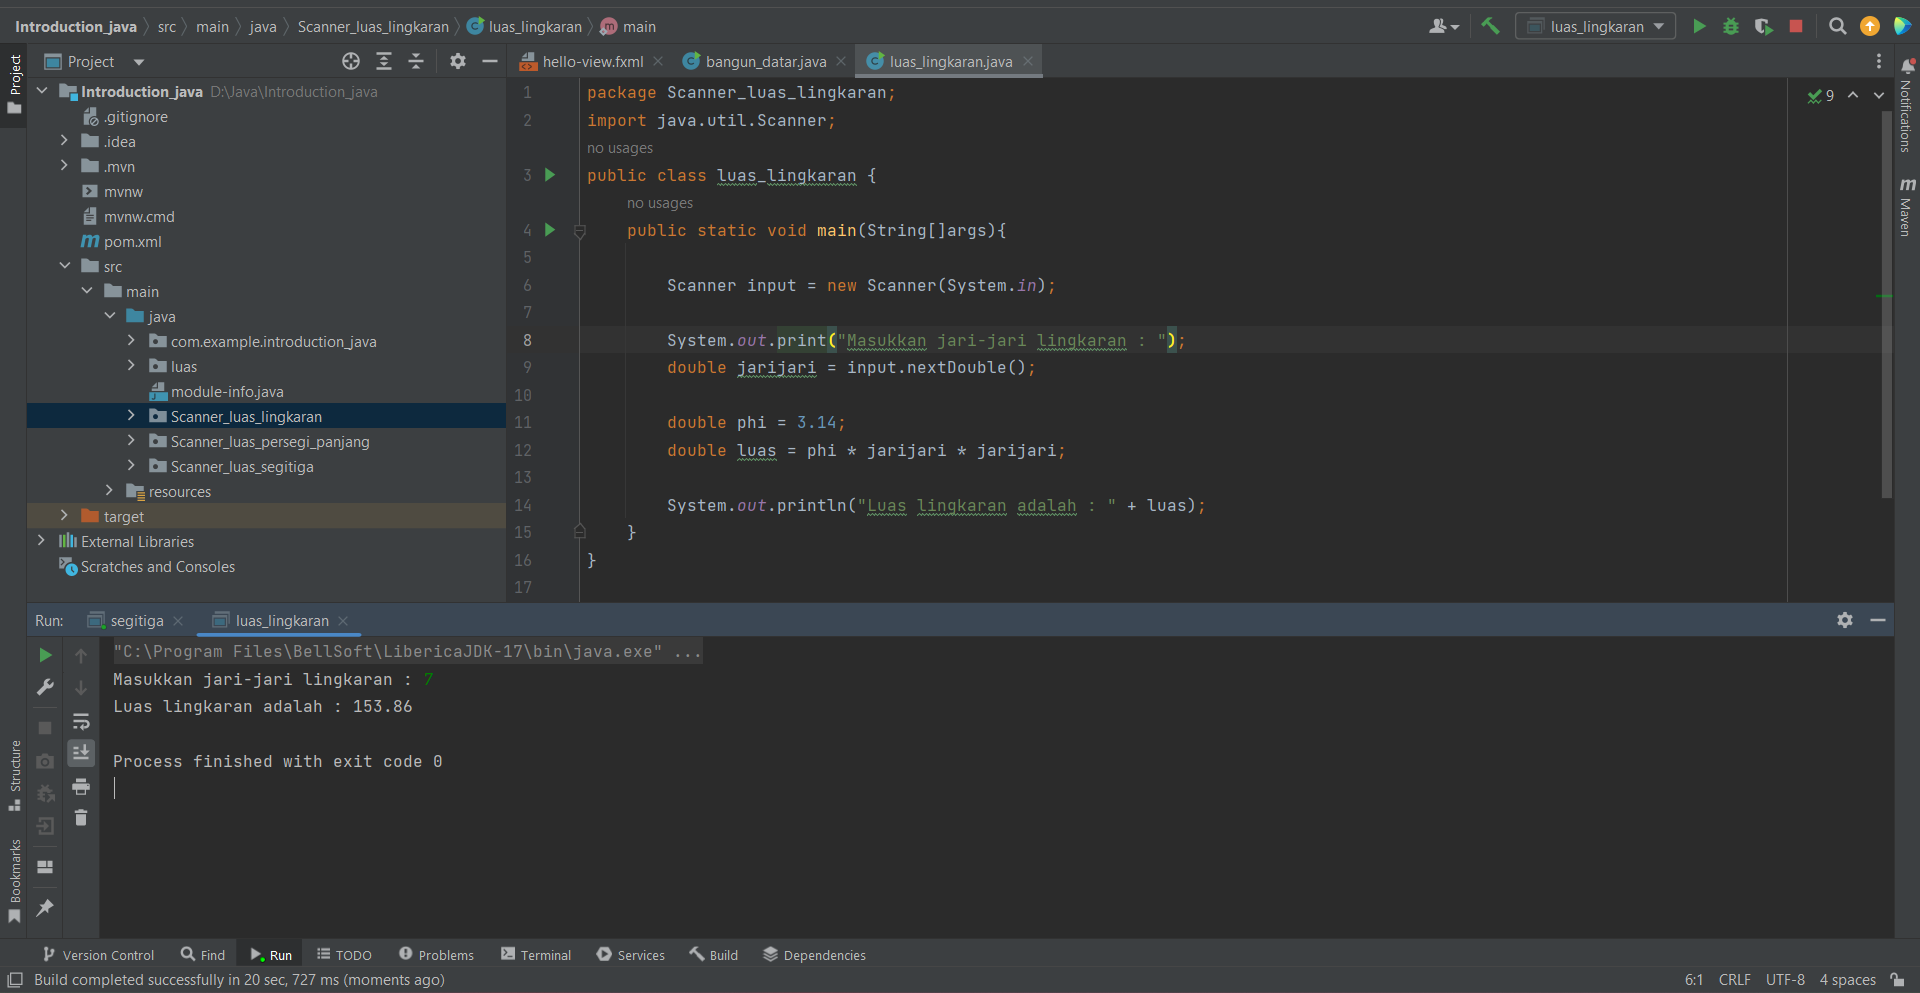 Introduction_java src main java Scanner_luas_lingkaran luas_lingkaran main luas_lingkaran
Project
Project
hello-view.fxml bangun_datar.java luas_lingkaran.java
Introduction_java D:\Java\Introduction_java
.gitignore
.idea
.mvn
mvnw
mvnw.cmd
pom.xml
src
main
java
com.example.introduction_java
luas
module-info.java
Scanner_luas_lingkaran
Scanner_luas_persegi_panjang
Scanner_luas_segitiga
resources
target
External Libraries
Scratches and Consoles
1 package Scanner_luas_lingkaran;
2 import java.util.Scanner;
no usages
3 public class luas_lingkaran {
no usages
4 public static void main(String[]args){
5
6 Scanner input = new Scanner(System.in);
7
8 System.out.print("Masukkan jari-jari lingkaran : ");
9 double jarijari = input.nextDouble();
10
11 double phi = 3.14;
12 double luas = phi * jarijari * jarijari;
13
14 System.out.println("Luas lingkaran adalah : " + luas);
15 }
16 }
17
9
Notifications
m Maven
Run: segitiga luas_lingkaran
"C:\Program Files\BellSoft\LibericaJDK-17\bin\java.exe" ...
Masukkan jari-jari lingkaran : 7
Luas lingkaran adalah : 153.86
Process finished with exit code 0
Structure
Bookmarks
Version Control Find Run TODO Problems Terminal Services Build Dependencies
Build completed successfully in 20 sec, 727 ms (moments ago) 6:1 CRLF UTF-8 4 spaces